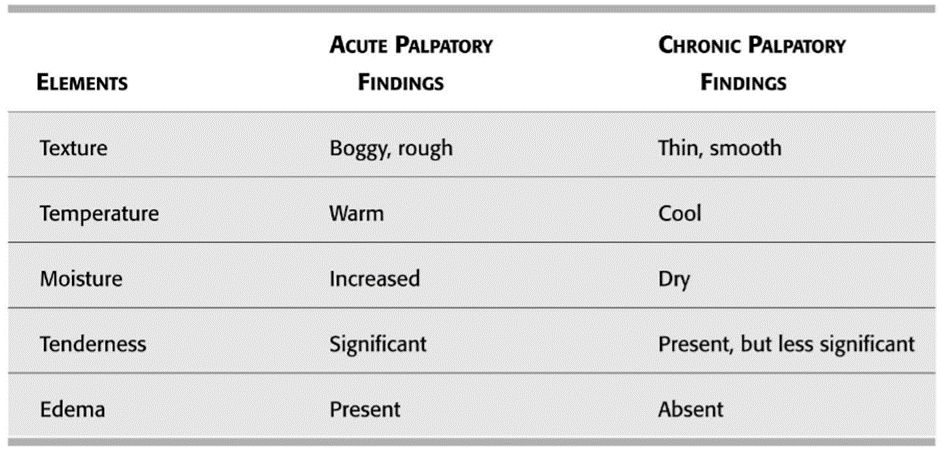 ACUTE PALPATORY CHRONIC PALPATORY
ELEMENTS FINDINGS FINDINGS
Texture Boggy, rough Thin, smooth
Temperature Warm Cool
Moisture Increased Dry
Tenderness Significant Present, but less significant
Edema Present Absent